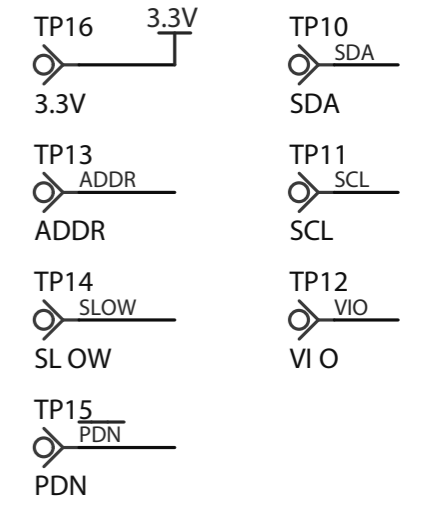 TP16
3.3V
3.3V
TP13
ADDR
ADDR
TP14
SLOW
SL OW
TP15
PDN
PDN
TP10
SDA
SDA
TP11
SCL
SCL
TP12
VIO
VI O